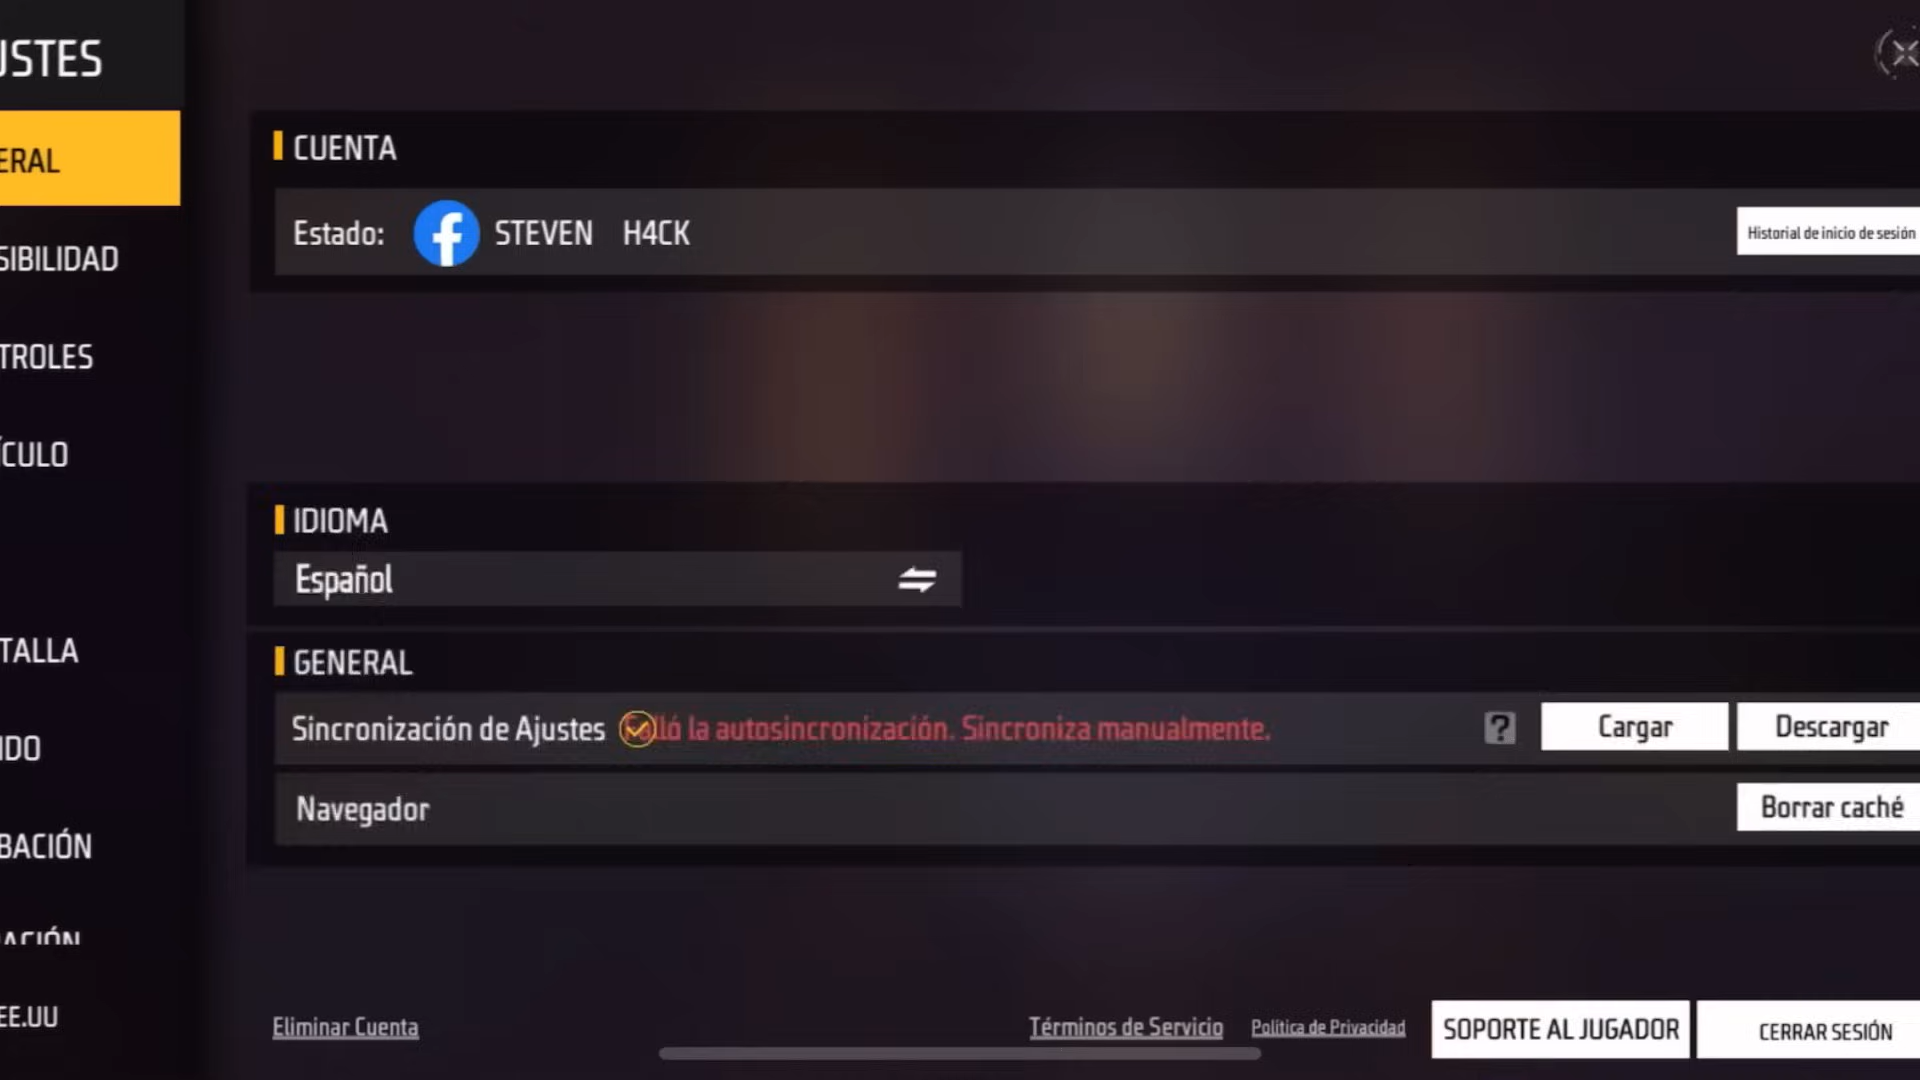 USTES
ERAL
SIBILIDAD
TROLES
ÍCULO
TALLA
IDO
BACIÓN
ACIÓN
EE.UU
CUENTA
Estado: STEVEN H4CK
Historial de inicio de sesión
IDIOMA
Español
GENERAL
Sincronización de Ajustes Falló la autosincronización. Sincroniza manualmente. ? Cargar Descargar
Navegador Borrar caché
Eliminar Cuenta Términos de Servicio Política de Privacidad SOPORTE AL JUGADOR CERRAR SESIÓN